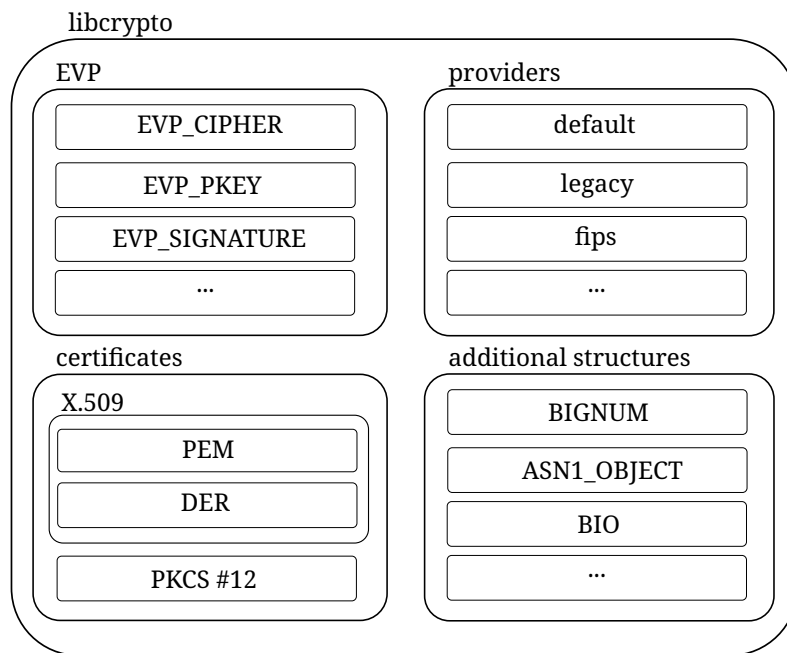 libcrypto
EVP
EVP_CIPHER
EVP_PKEY
EVP_SIGNATURE
...
providers
default
legacy
fips
...
certificates
X.509
PEM
DER
PKCS #12
additional structures
BIGNUM
ASN1_OBJECT
BIO
...